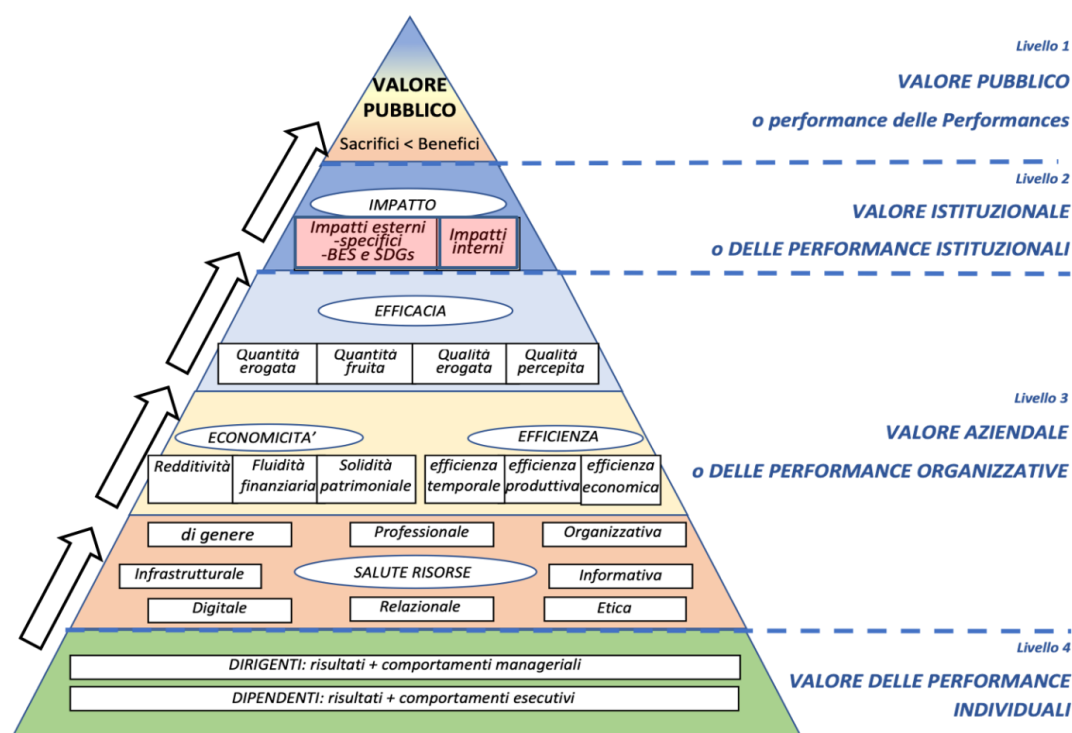 Livello 1
VALORE PUBBLICO
o performance delle Performances
VALORE
PUBBLICO
Sacrifici < Benefici
Livello 2
VALORE ISTITUZIONALE
o DELLE PERFORMANCE ISTITUZIONALI
IMPATTO
Impatti esterni
-specifici
-BES e SDGs
Impatti
interni
EFFICACIA
Quantità
erogata
Quantità
fruita
Qualità
erogata
Qualità
percepita
Livello 3
VALORE AZIENDALE
o DELLE PERFORMANCE ORGANIZZATIVE
ECONOMICITA’
Redditività
Fluidità
finanziaria
Solidità
patrimoniale
EFFICIENZA
efficienza
temporale
efficienza
produttiva
efficienza
economica
di genere
Professionale
Organizzativa
Infrastrutturale
SALUTE RISORSE
Informativa
Digitale
Relazionale
Etica
Livello 4
VALORE DELLE PERFORMANCE
INDIVIDUALI
DIRIGENTI: risultati + comportamenti manageriali
DIPENDENTI: risultati + comportamenti esecutivi